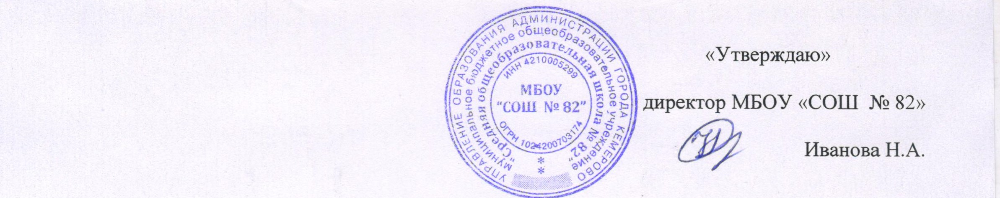 УПРАВЛЕНИЕ ОБРАЗОВАНИЯ АДМИНИСТРАЦИИ ГОРОДА КЕМЕРОВО
муниципальное бюджетное общеобразовательное учреждение
"Средняя общеобразовательная школа № 82"
ИНН 4210005299
МБОУ
"СОШ № 82"
ОГРН 1024200703174
* *
«Утверждаю»
директор МБОУ «СОШ № 82»
Иванова Н.А.